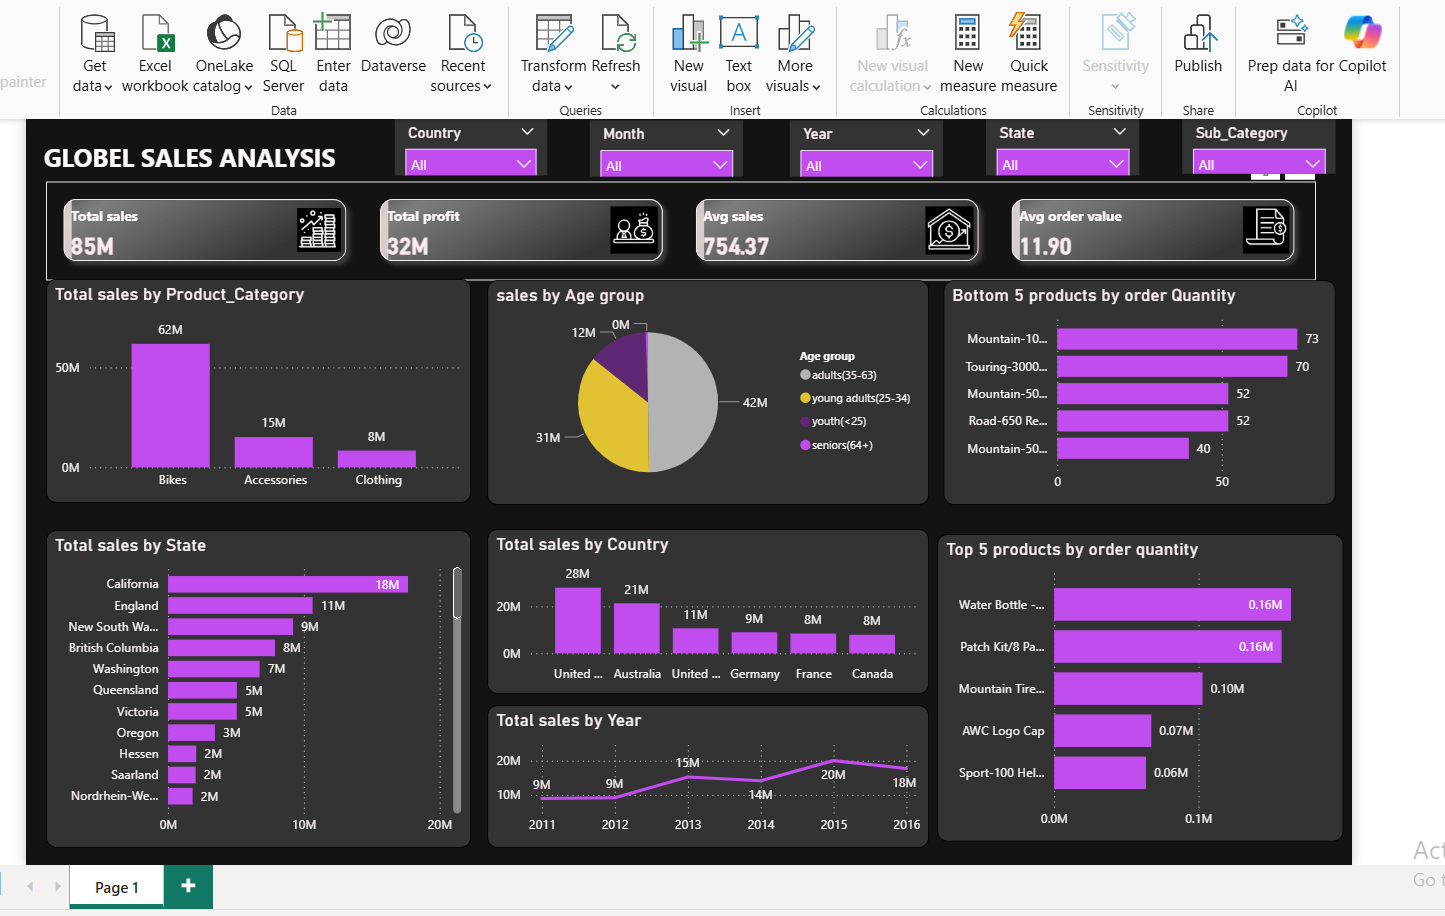 painter
Get data
Excel workbook
OneLake catalog
SQL Server
Enter data
Dataverse
Recent sources
Data
Transform data
Refresh
Queries
New visual
Text box
More visuals
Insert
New visual calculation
New measure
Quick measure
Calculations
Sensitivity
Sensitivity
Publish
Share
Prep data for AI
Copilot
Copilot
GLOBEL SALES ANALYSIS
Country
All
Month
All
Year
All
State
All
Sub_Category
All
Total sales
85M
Total profit
32M
Avg sales
754.37
Avg order value
11.90
Total sales by Product_Category
62M
50M
15M
8M
0M
Bikes
Accessories
Clothing
sales by Age group
0M
12M
42M
31M
Age group
adults(35-63)
young adults(25-34)
youth(<25)
seniors(64+)
Bottom 5 products by order Quantity
Mountain-10... 73
Touring-3000... 70
Mountain-50... 52
Road-650 Re... 52
Mountain-50... 40
0 50
Total sales by State
California 18M
England 11M
New South Wa... 9M
British Columbia 8M
Washington 7M
Queensland 5M
Victoria 5M
Oregon 3M
Hessen 2M
Saarland 2M
Nordrhein-We... 2M
0M 10M 20M
Total sales by Country
28M
21M
20M
11M
9M
8M
8M
0M
United ... Australia United ... Germany France Canada
Total sales by Year
20M
10M
9M
9M
15M
14M
20M
18M
2011 2012 2013 2014 2015 2016
Top 5 products by order quantity
Water Bottle -... 0.16M
Patch Kit/8 Pa... 0.16M
Mountain Tire... 0.10M
AWC Logo Cap 0.07M
Sport-100 Hel... 0.06M
0.0M 0.1M
Act
Go t
Page 1